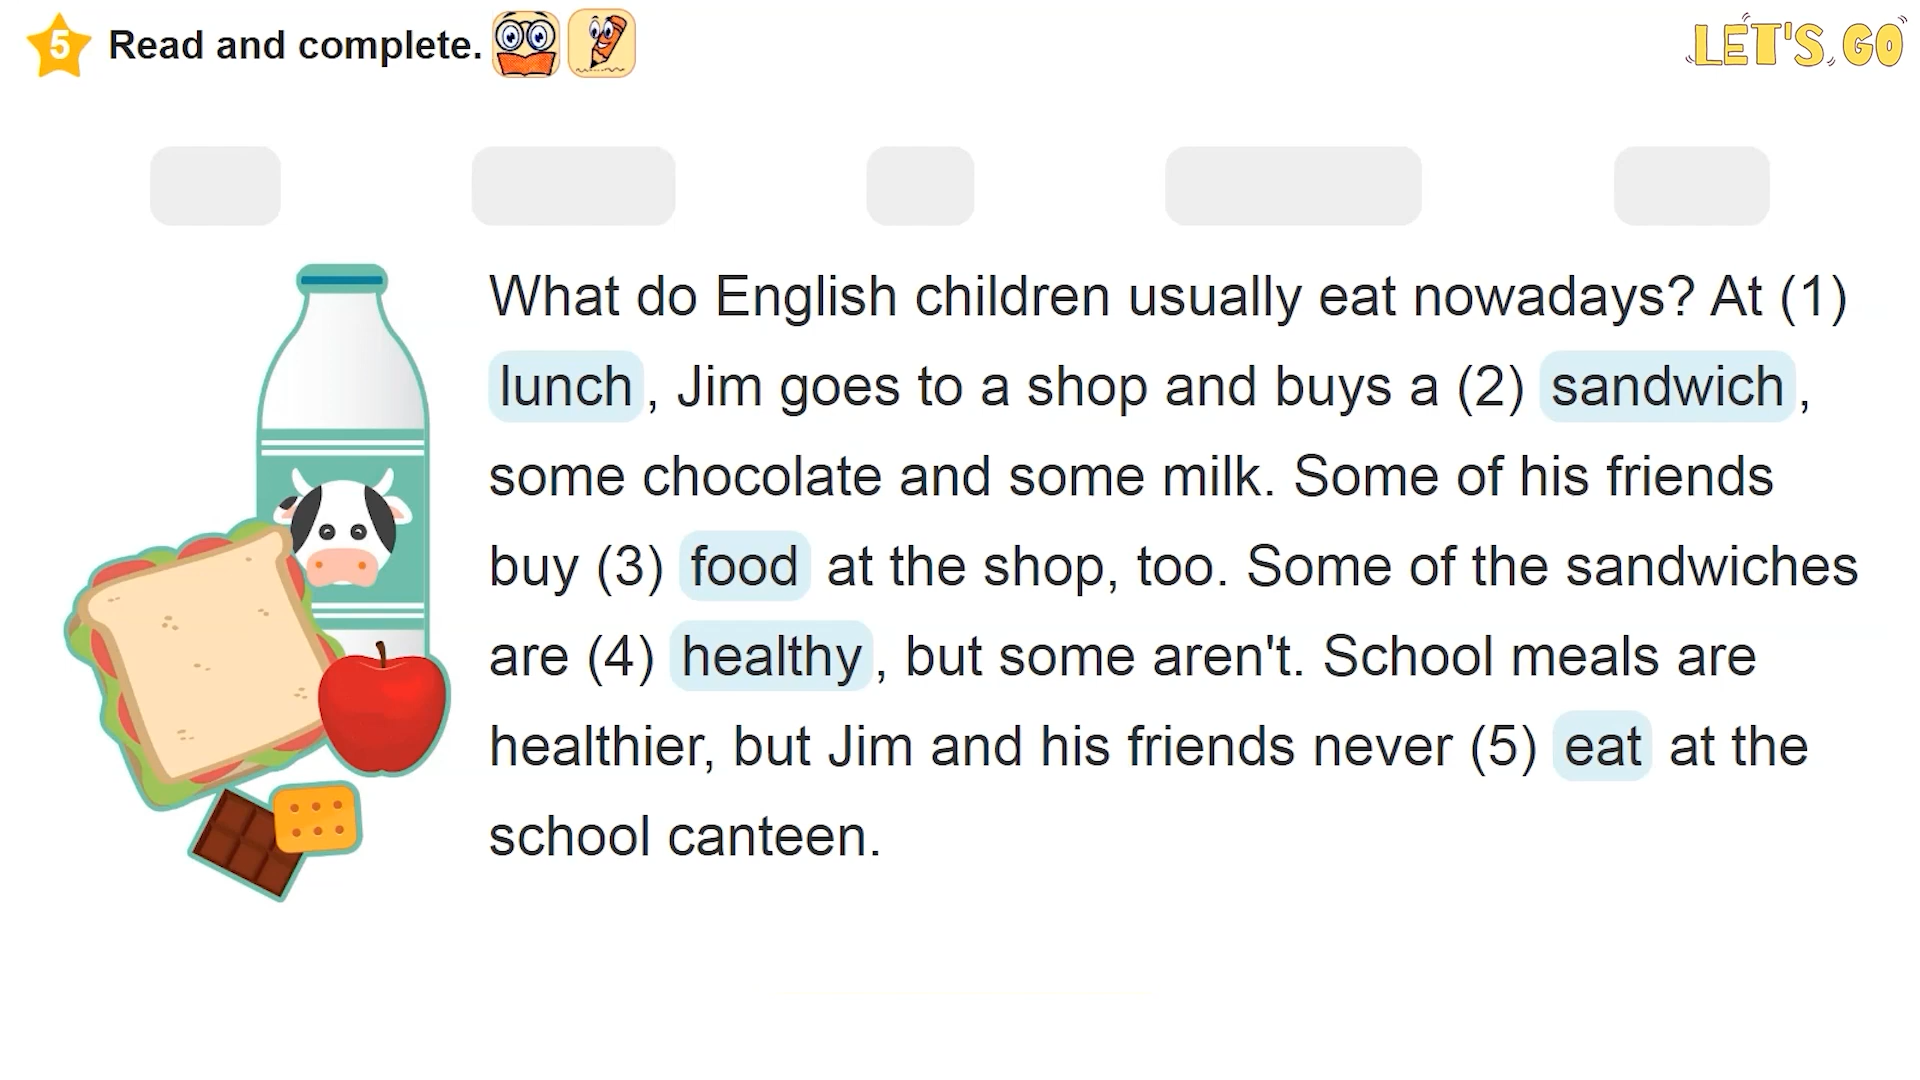 5 Read and complete.
LET'S GO
What do English children usually eat nowadays? At (1)
lunch, Jim goes to a shop and buys a (2) sandwich,
some chocolate and some milk. Some of his friends
buy (3) food at the shop, too. Some of the sandwiches
are (4) healthy, but some aren't. School meals are
healthier, but Jim and his friends never (5) eat at the
school canteen.